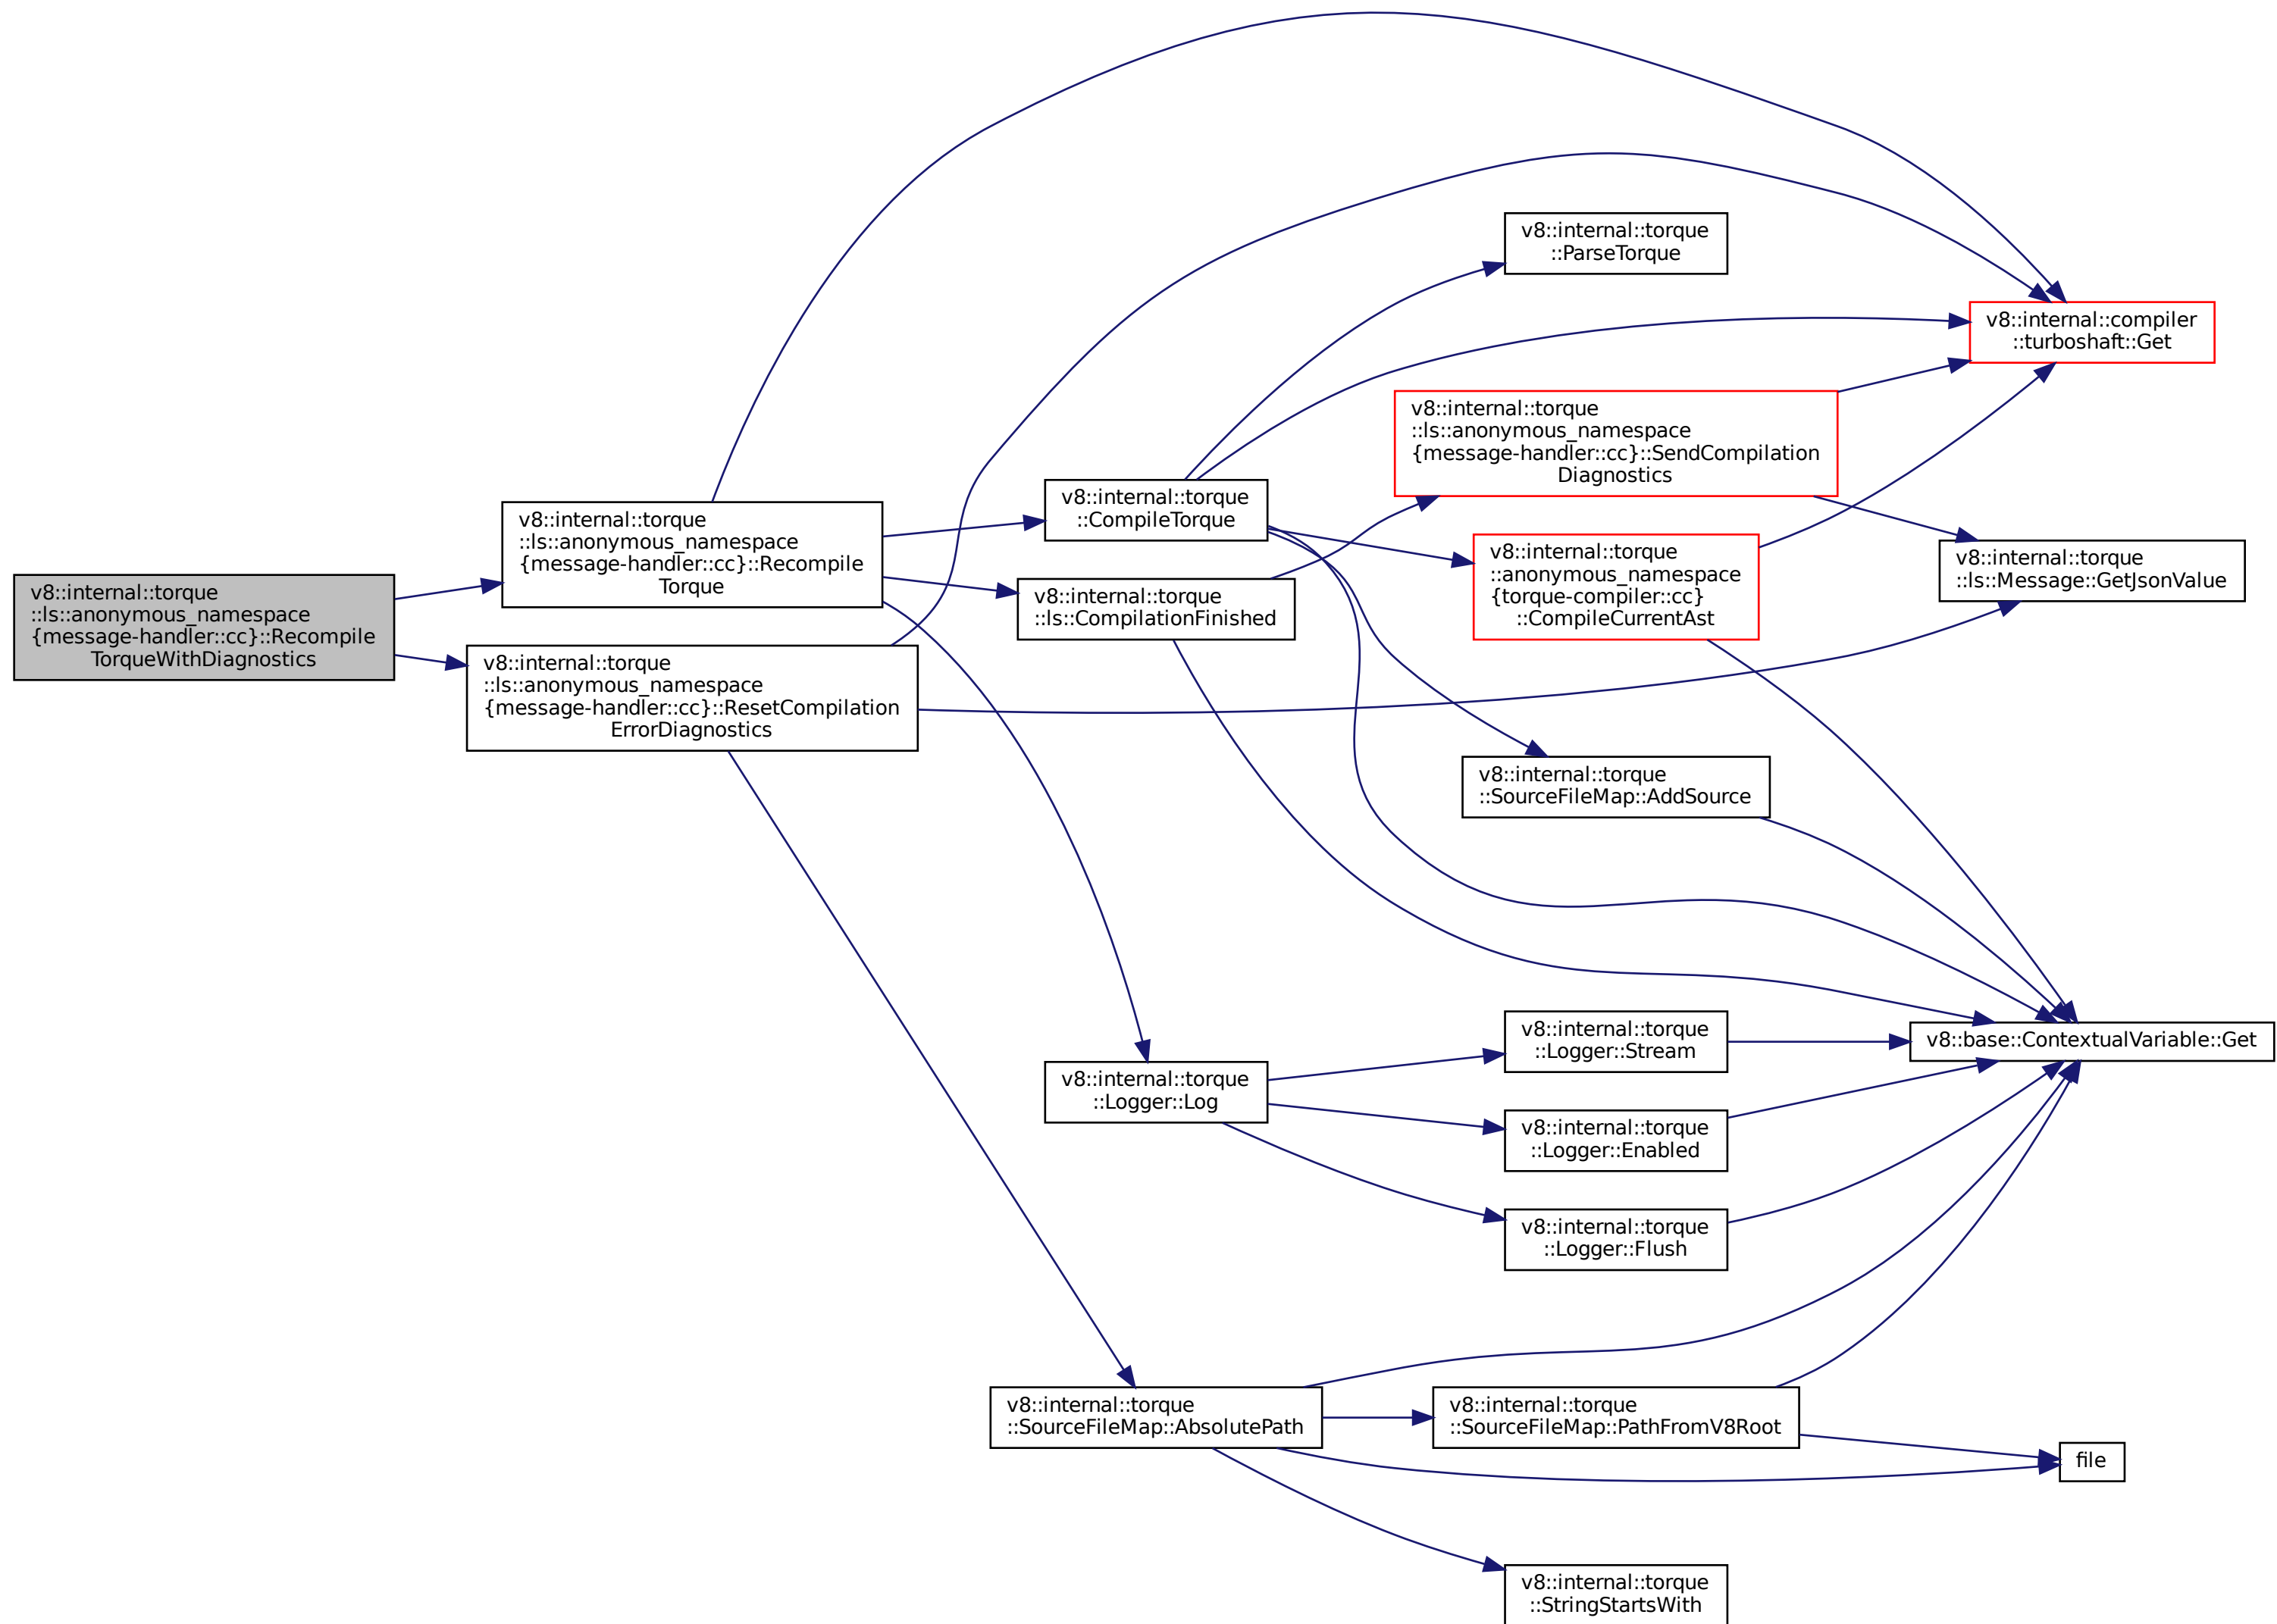 v8::internal::torque
::ls::anonymous_namespace
{message-handler::cc}::Recompile
TorqueWithDiagnostics
v8::internal::torque
::ls::anonymous_namespace
{message-handler::cc}::Recompile
Torque
v8::internal::torque
::ls::anonymous_namespace
{message-handler::cc}::ResetCompilation
ErrorDiagnostics
v8::internal::torque
::CompileTorque
v8::internal::torque
::ls::CompilationFinished
v8::internal::torque
::Logger::Log
v8::internal::torque
::SourceFileMap::AbsolutePath
v8::internal::torque
::ParseTorque
v8::internal::torque
::ls::anonymous_namespace
{message-handler::cc}::SendCompilation
Diagnostics
v8::internal::torque
::anonymous_namespace
{torque-compiler::cc}
::CompileCurrentAst
v8::internal::torque
::SourceFileMap::AddSource
v8::internal::torque
::Logger::Stream
v8::internal::torque
::Logger::Enabled
v8::internal::torque
::Logger::Flush
v8::internal::torque
::SourceFileMap::PathFromV8Root
v8::internal::torque
::StringStartsWith
v8::internal::compiler
::turboshaft::Get
v8::internal::torque
::ls::Message::GetJsonValue
v8::base::ContextualVariable::Get
file